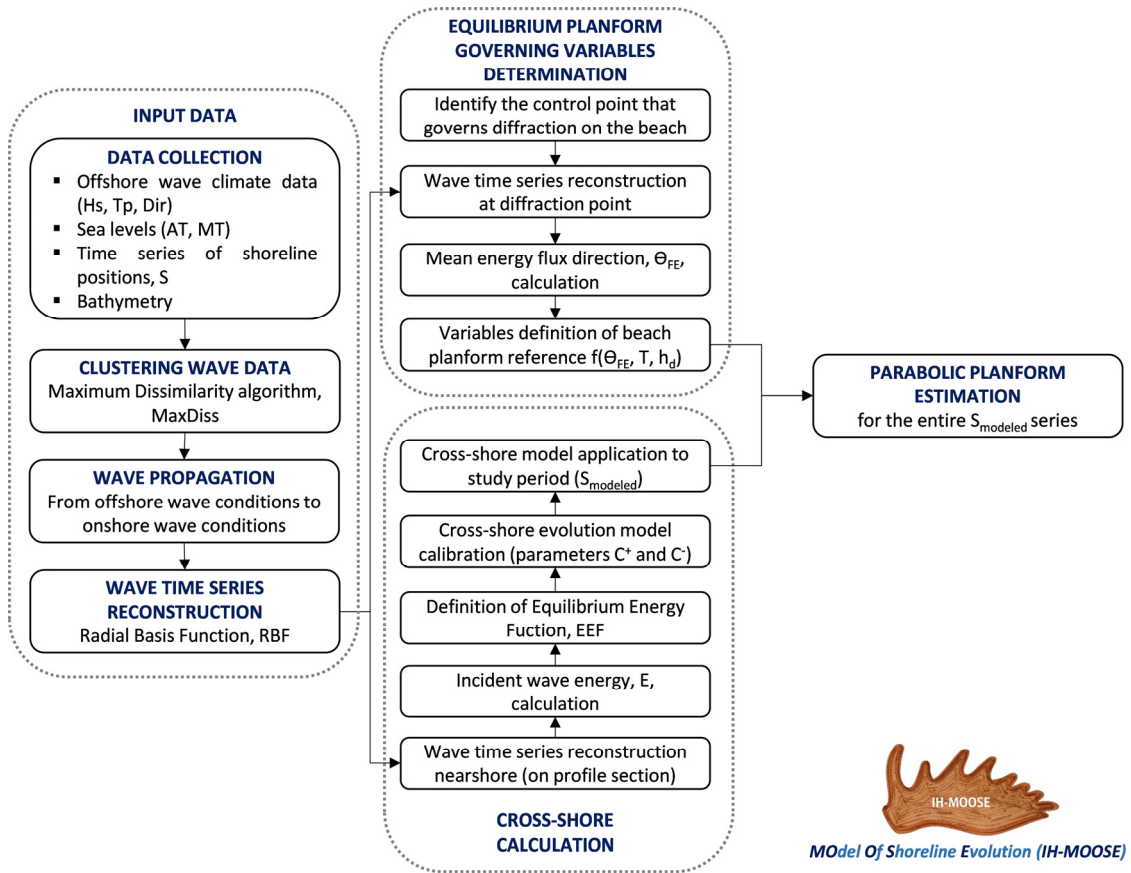 INPUT DATA
DATA COLLECTION
▪ Offshore wave climate data
(Hs, Tp, Dir)
▪ Sea levels (AT, MT)
▪ Time series of shoreline
positions, S
▪ Bathymetry
CLUSTERING WAVE DATA
Maximum Dissimilarity algorithm,
MaxDiss
WAVE PROPAGATION
From offshore wave conditions to
onshore wave conditions
WAVE TIME SERIES
RECONSTRUCTION
Radial Basis Function, RBF
EQUILIBRIUM PLANFORM
GOVERNING VARIABLES
DETERMINATION
Identify the control point that
governs diffraction on the beach
Wave time series reconstruction
at diffraction point
Mean energy flux direction, Ɵ_FE,
calculation
Variables definition of beach
planform reference f(Ɵ_FE, T, h_d)
Cross-shore model application to
study period (S_modeled)
Cross-shore evolution model
calibration (parameters C⁺ and C⁻)
Definition of Equilibrium Energy
Fuction, EEF
Incident wave energy, E,
calculation
Wave time series reconstruction
nearshore (on profile section)
CROSS-SHORE
CALCULATION
PARABOLIC PLANFORM
ESTIMATION
for the entire S_modeled series
IH-MOOSE
MOdel Of Shoreline Evolution (IH-MOOSE)